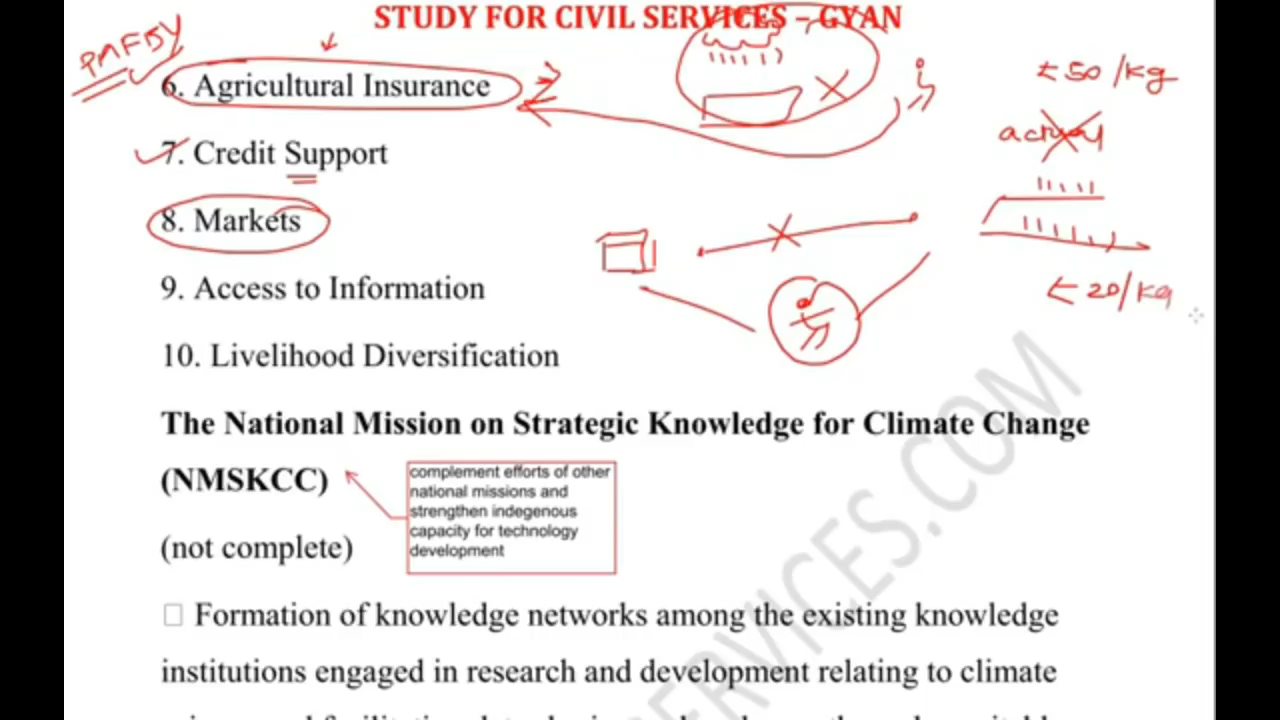 STUDY FOR CIVIL SERVICES – GYAN
PMFBY
6. Agricultural Insurance
₹50/kg
actual
7. Credit Support
8. Markets
9. Access to Information
₹20/kg
10. Livelihood Diversification
The National Mission on Strategic Knowledge for Climate Change
(NMSKCC)
complement efforts of other
national missions and
strengthen indegenous
capacity for technology
development
(not complete)
Formation of knowledge networks among the existing knowledge
institutions engaged in research and development relating to climate
SERVICES.COM